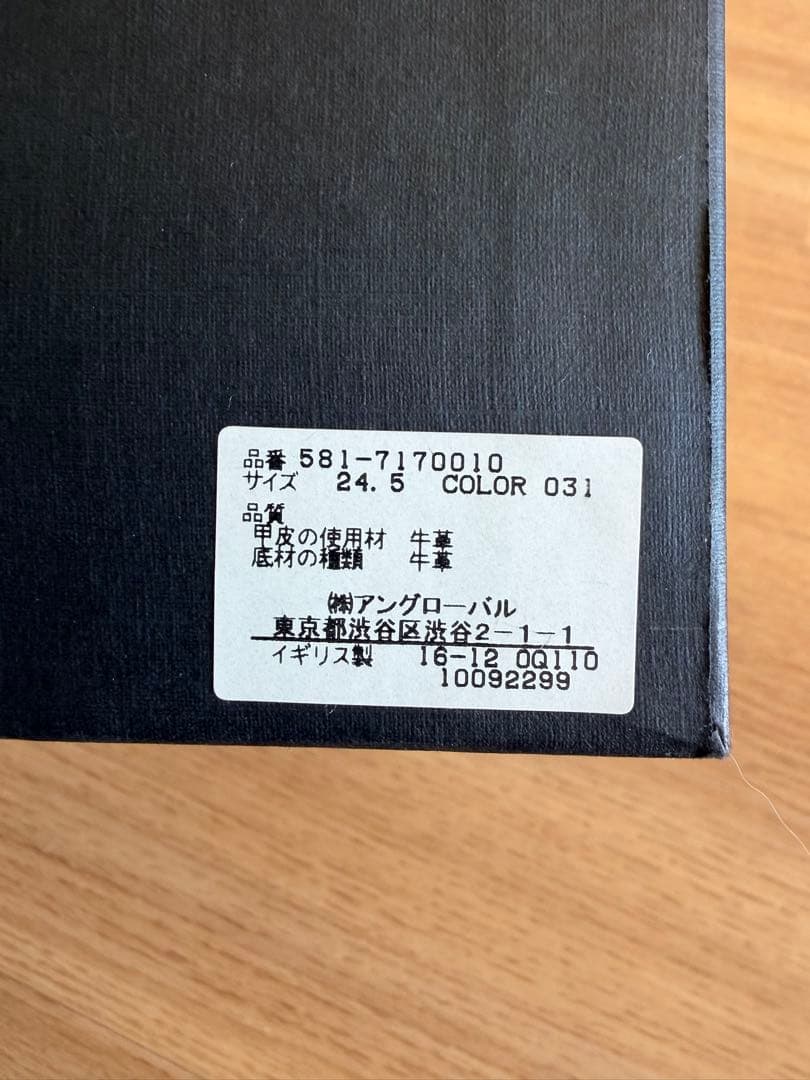 品番 581-7170010
サイズ 24.5 COLOR 031
品質
甲皮の使用材 牛革
底材の種類 牛革
㈱アングローバル
東京都渋谷区渋谷2-1-1
イギリス製 16-12 0Q110
10092299